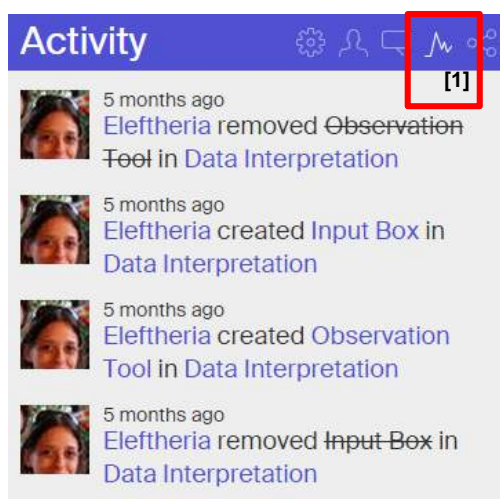 Activity
[1]
5 months ago
Eleftheria removed Observation
Tool in Data Interpretation
5 months ago
Eleftheria created Input Box in
Data Interpretation
5 months ago
Eleftheria created Observation
Tool in Data Interpretation
5 months ago
Eleftheria removed Input Box in
Data Interpretation